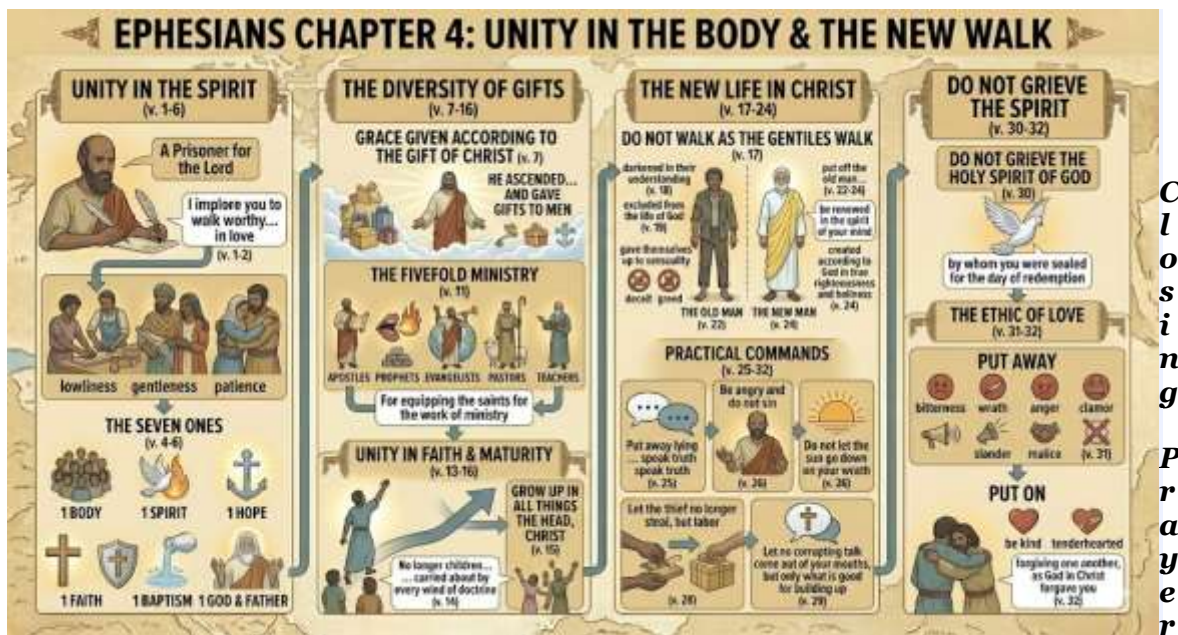 EPHESIANS CHAPTER 4: UNITY IN THE BODY & THE NEW WALK
UNITY IN THE SPIRIT
(v. 1-6)
A Prisoner for
the Lord
I implore you to
walk worthy...
in love
(v. 1-2)
lowliness gentleness patience
THE SEVEN ONES
(v. 4-6)
1 BODY 1 SPIRIT 1 HOPE
1 FAITH 1 BAPTISM 1 GOD & FATHER
THE DIVERSITY OF GIFTS
(v. 7-16)
GRACE GIVEN ACCORDING TO
THE GIFT OF CHRIST (v. 7)
HE ASCENDED...
AND GAVE
GIFTS TO MEN
THE FIVEFOLD MINISTRY
(v. 11)
APOSTLES PROPHETS EVANGELISTS PASTORS TEACHERS
For equipping the saints for
the work of ministry
UNITY IN FAITH & MATURITY
(v. 13-16)
GROW UP IN
ALL THINGS
THE HEAD,
CHRIST
(v. 15)
No longer children...
... carried about by
every wind of doctrine
(v. 14)
THE NEW LIFE IN CHRIST
(v. 17-24)
DO NOT WALK AS THE GENTILES WALK
(v. 17)
darkened in their
understanding
(v. 18)
excluded from
the life of God
(v. 19)
gave themselves
up to sensuality
deceit greed
THE OLD MAN
(v. 22)
THE NEW MAN
(v. 24)
put off the
old man...
(v. 22-24)
be renewed
in the spirit
of your mind
created
according to
God in true
righteousness
and holiness
(v. 24)
PRACTICAL COMMANDS
(v. 25-32)
Put away lying
... speak truth
speak truth
(v. 25)
Be angry and
do not sin
(v. 26)
Do not let the
sun go down
on your wrath
(v. 26)
Let the thief no longer
steal, but labor
(v. 28)
Let no corrupting talk
come out of your mouths,
but only what is good
for building up
(v. 29)
DO NOT GRIEVE
THE SPIRIT
(v. 30-32)
DO NOT GRIEVE THE
HOLY SPIRIT OF GOD
(v. 30)
by whom you were sealed
for the day of redemption
THE ETHIC OF LOVE
(v. 31-32)
PUT AWAY
bitterness wrath anger clamor
slander malice (v. 31)
PUT ON
be kind tenderhearted
forgiving one another,
as God in Christ
forgave you
(v. 32)
Closing Prayer